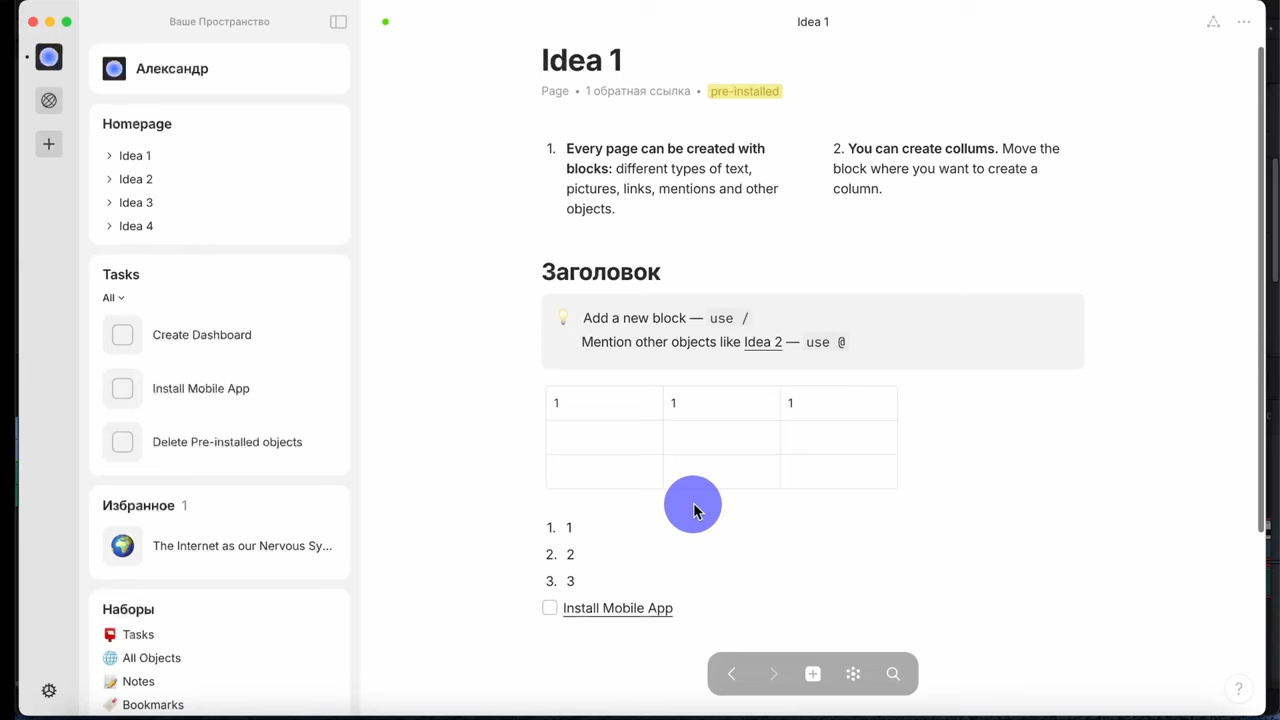 Ваше Пространство
Idea 1
Александр
Homepage
Idea 1
Idea 2
Idea 3
Idea 4
Tasks
All
Create Dashboard
Install Mobile App
Delete Pre-installed objects
Избранное 1
The Internet as our Nervous Sy...
Наборы
Tasks
All Objects
Notes
Bookmarks
Idea 1
Page • 1 обратная ссылка • pre-installed
1. Every page can be created with
blocks: different types of text,
pictures, links, mentions and other
objects.
2. You can create collums. Move the
block where you want to create a
column.
Заголовок
Add a new block — use /
Mention other objects like Idea 2 — use @
1 1 1
1. 1
2. 2
3. 3
Install Mobile App
?